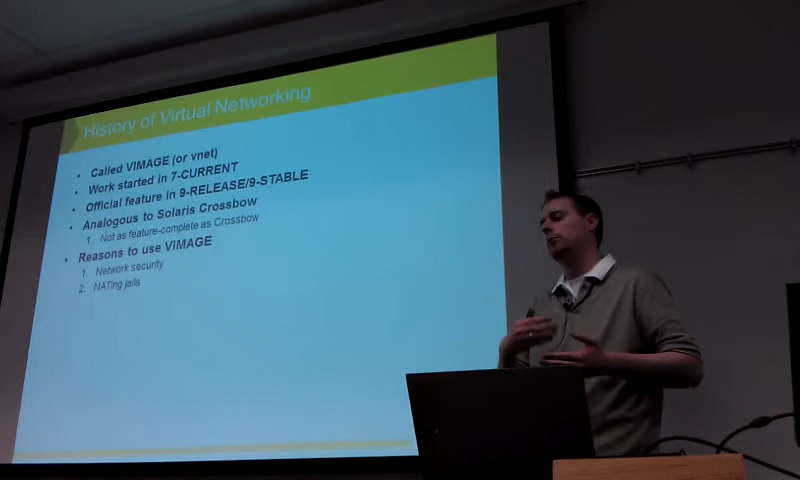 History of Virtual Networking
• Called VIMAGE (or vnet)
• Work started in 7-CURRENT
• Official feature in 9-RELEASE/9-STABLE
• Analogous to Solaris Crossbow
1. Not as feature-complete as Crossbow
• Reasons to use VIMAGE
1. Network security
2. NATing jails